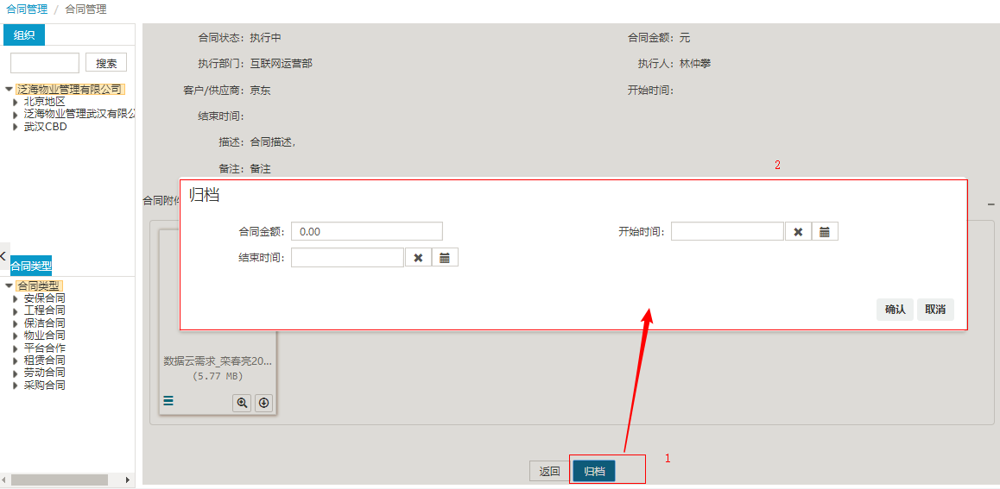 合同管理 / 合同管理
组织
搜索
泛海物业管理有限公司
北京地区
泛海物业管理武汉有限公
武汉CBD
合同类型
合同类型
安保合同
工程合同
保洁合同
物业合同
平台合作
租赁合同
劳动合同
采购合同
合同状态: 执行中
合同金额: 元
执行部门: 互联网运营部
执行人: 林仲攀
客户/供应商: 京东
开始时间:
结束时间:
描述: 合同描述,
备注: 备注
2
合同附件
归档
合同金额: 0.00
开始时间:
结束时间:
确认 取消
数据云需求_栾春亮20...
(5.77 MB)
返回 归档
1